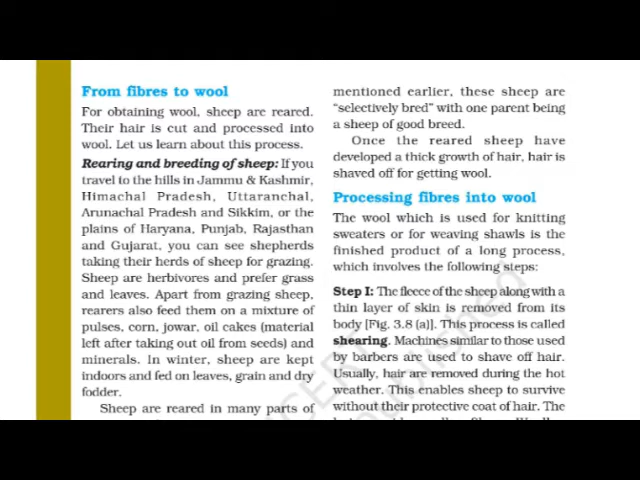 From fibres to wool
For obtaining wool, sheep are reared.
Their hair is cut and processed into
wool. Let us learn about this process.
Rearing and breeding of sheep: If you
travel to the hills in Jammu & Kashmir,
Himachal Pradesh, Uttaranchal,
Arunachal Pradesh and Sikkim, or the
plains of Haryana, Punjab, Rajasthan
and Gujarat, you can see shepherds
taking their herds of sheep for grazing.
Sheep are herbivores and prefer grass
and leaves. Apart from grazing sheep,
rearers also feed them on a mixture of
pulses, corn, jowar, oil cakes (material
left after taking out oil from seeds) and
minerals. In winter, sheep are kept
indoors and fed on leaves, grain and dry
fodder.
Sheep are reared in many parts of
mentioned earlier, these sheep are
“selectively bred” with one parent being
a sheep of good breed.
Once the reared sheep have
developed a thick growth of hair, hair is
shaved off for getting wool.
Processing fibres into wool
The wool which is used for knitting
sweaters or for weaving shawls is the
finished product of a long process,
which involves the following steps:
Step I: The fleece of the sheep along with a
thin layer of skin is removed from its
body [Fig. 3.8 (a)]. This process is called
shearing. Machines similar to those used
by barbers are used to shave off hair.
Usually, hair are removed during the hot
weather. This enables sheep to survive
without their protective coat of hair. The